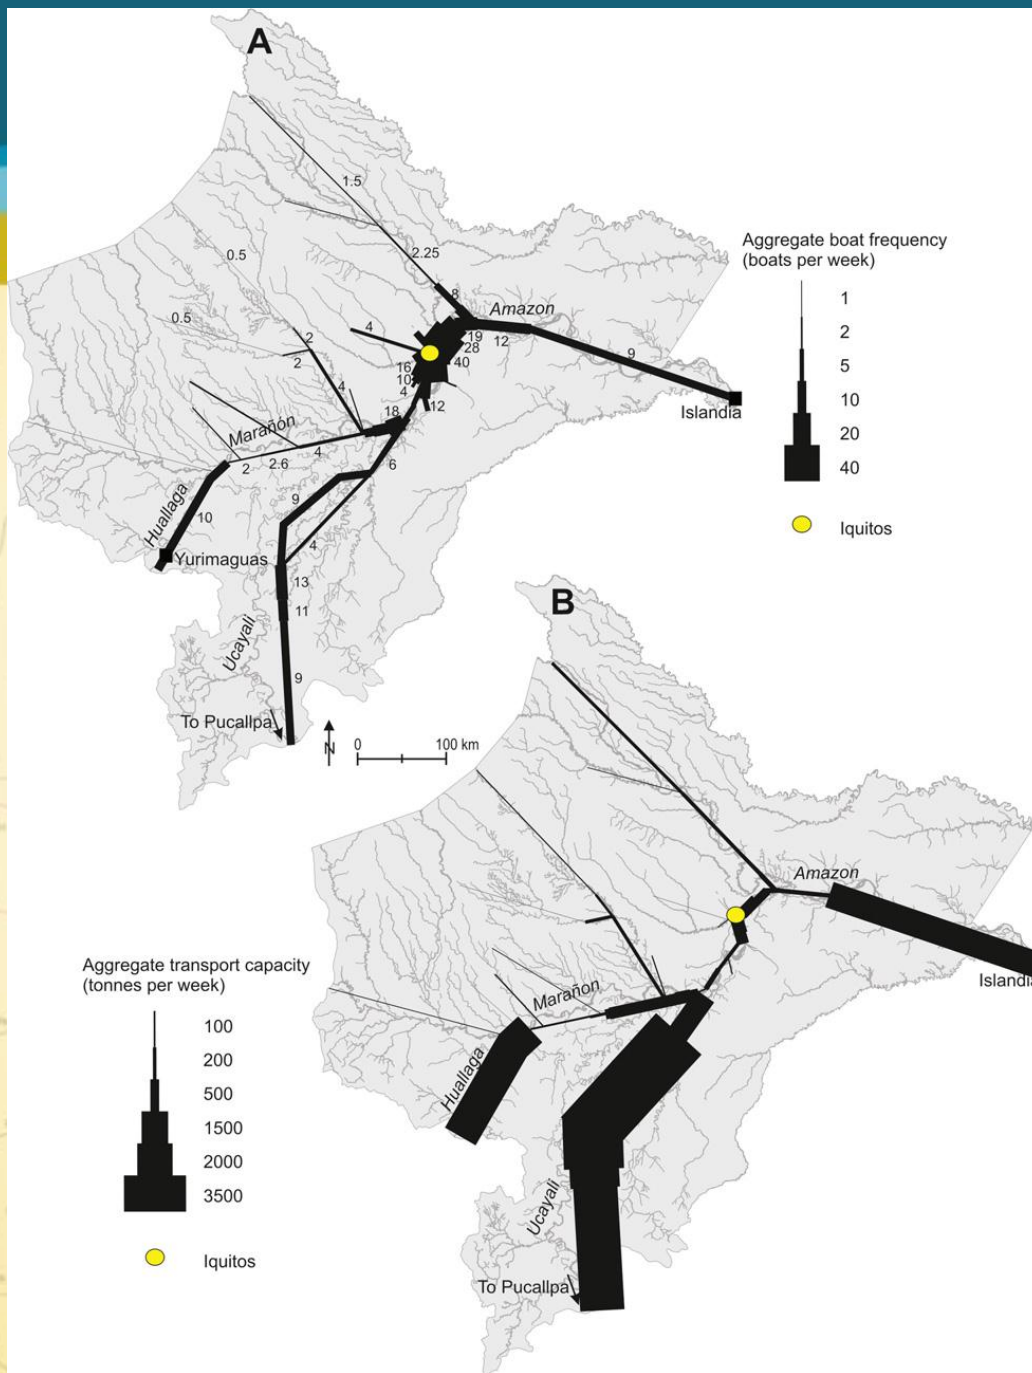 A
1.5
2.25
0.5
0.5
8
Amazon
19
12
28
40
9
Islandia
4
2
2
16
10
4
12
4
18
Marañón
4
2.6
2
6
Huallaga
10
9
4
Yurimaguas
13
11
Ucayali
9
To Pucallpa
N
0
100 km
Aggregate boat frequency
(boats per week)
1
2
5
10
20
40
Iquitos
B
Amazon
Islandia
Marañon
Huallaga
Ucayali
To Pucallpa
Aggregate transport capacity
(tonnes per week)
100
200
500
1500
2000
3500
Iquitos